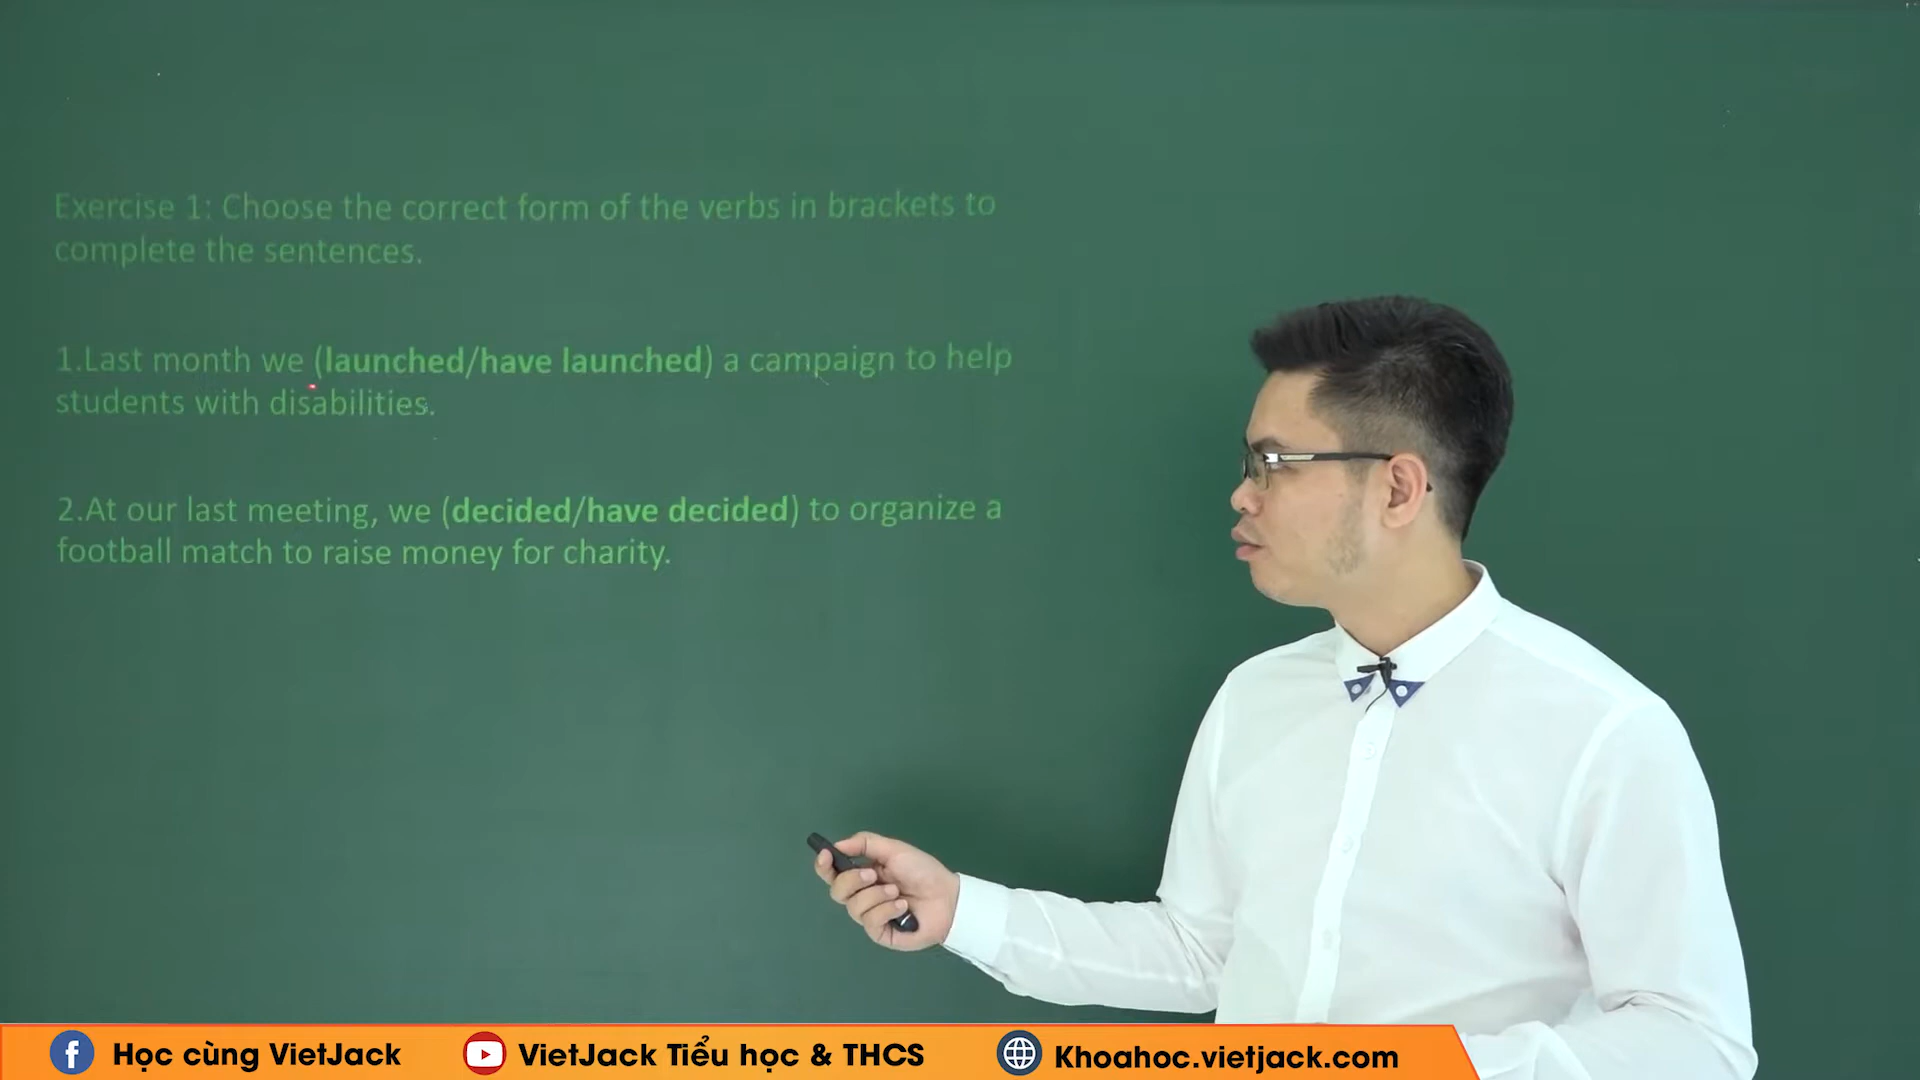 Exercise 1: Choose the correct form of the verbs in brackets to
complete the sentences.
1.Last month we (launched/have launched) a campaign to help
students with disabilities.
2.At our last meeting, we (decided/have decided) to organize a
football match to raise money for charity.
Học cùng VietJack
VietJack Tiểu học & THCS
Khoahoc.vietjack.com